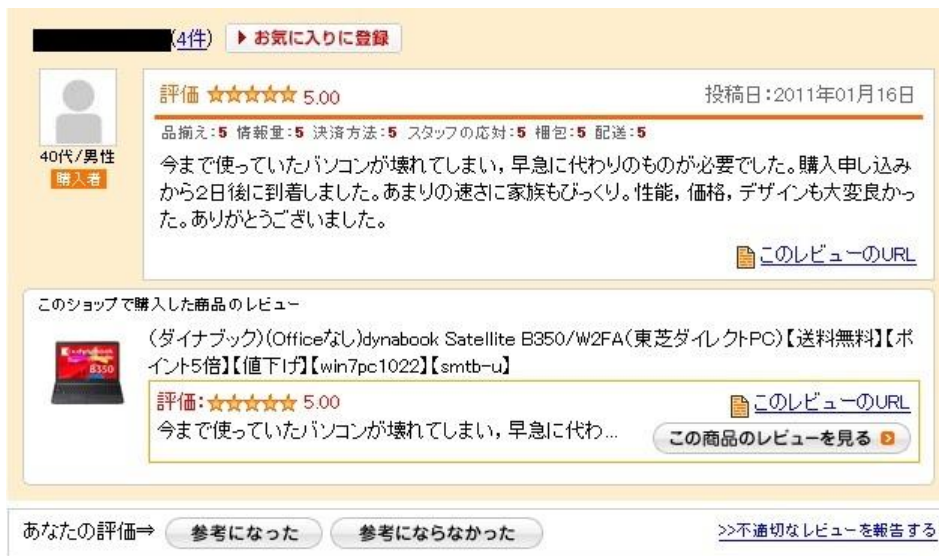 (4件) お気に入りに登録
評価 ☆☆☆☆☆ 5.00 投稿日:2011年01月16日
品揃え:5 情報量:5 決済方法:5 スタッフの応対:5 梱包:5 配送:5
40代/男性
購入者
今まで使っていたパソコンが壊れてしまい,早急に代わりのものが必要でした。購入申し込み
から2日後に到着しました。あまりの速さに家族もびっくり。性能,価格,デザインも大変良かっ
た。ありがとうございました。
このレビューのURL
このショップで購入した商品のレビュー
(ダイナブック)(Officeなし)dynabook Satellite B350/W2FA(東芝ダイレクトPC)【送料無料】【ポ
イント5倍】【値下げ】【win7pc1022】【smtb-u】
B350
評価:☆☆☆☆☆ 5.00 このレビューのURL
今まで使っていたパソコンが壊れてしまい,早急に代わ... この商品のレビューを見る
あなたの評価⇒ 参考になった 参考にならなかった >>不適切なレビューを報告する